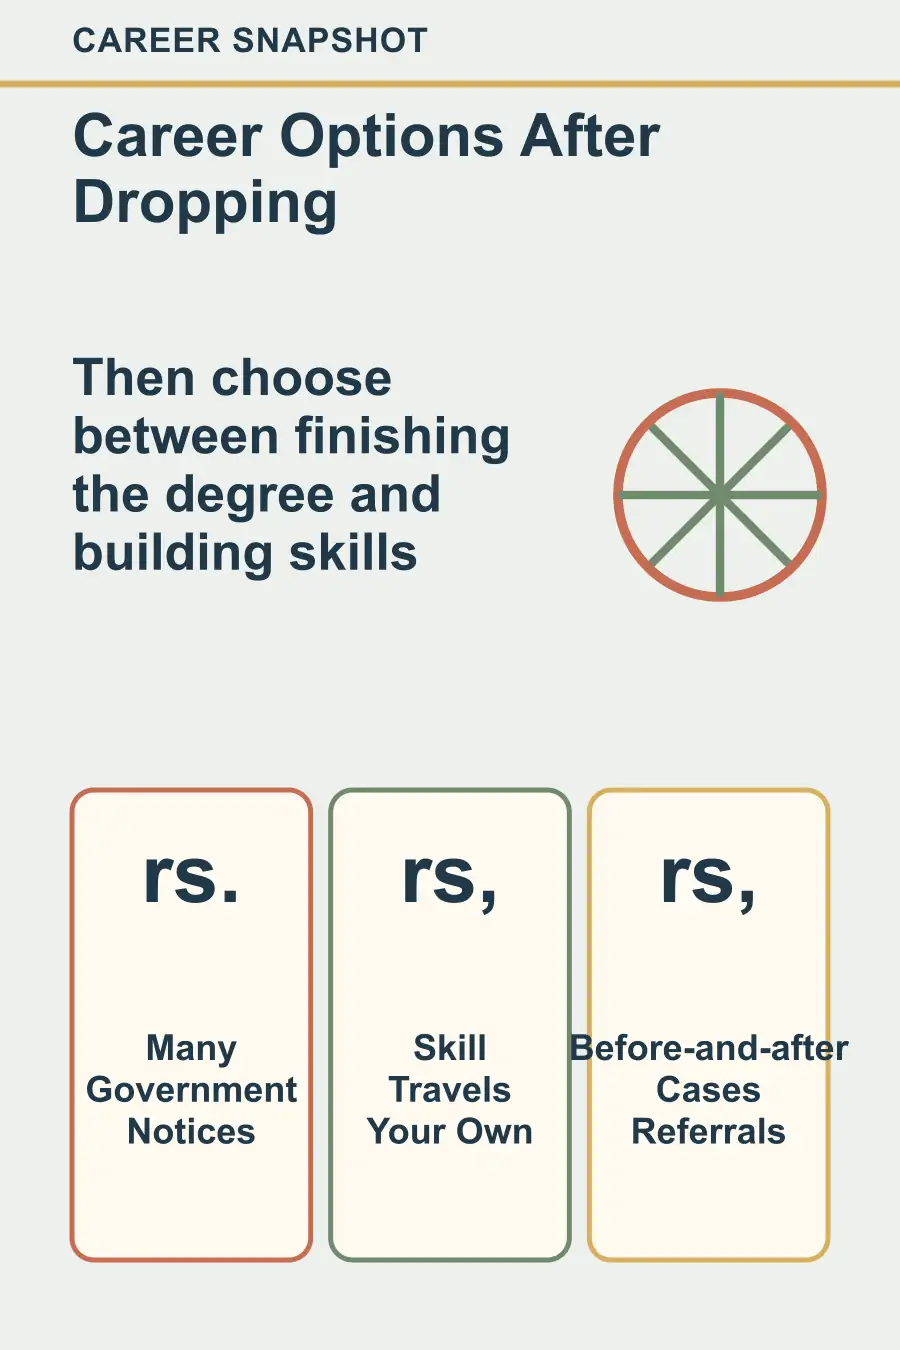 CAREER SNAPSHOT
Career Options After
Dropping
Then choose
between finishing
the degree and
building skills
rs.
Many
Government
Notices
rs,
Skill
Travels
Your Own
rs,
Before-and-after
Cases
Referrals